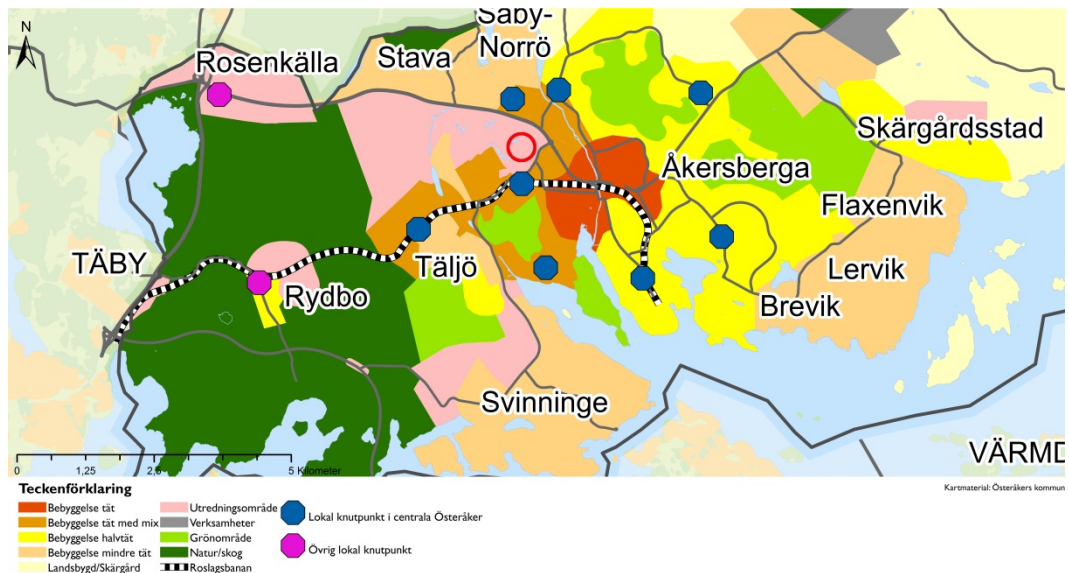 N
Säby-
Norrö
Stava
Rosenkälla
Skärgårdsstad
Åkersberga
Flaxenvik
TÄBY
Täljö
Lervik
Rydbo
Brevik
Svinninge
VÄRMD
0 1,25 2,5 5 Kilometer
Kartmaterial: Österåkers kommun
Teckenförklaring
Bebyggelse tät
Utredningsområde
Lokal knutpunkt i centrala Österåker
Bebyggelse tät med mix
Verksamheter
Bebyggelse halvtät
Grönområde
Övrig lokal knutpunkt
Bebyggelse mindre tät
Natur/skog
Landsbygd/Skärgård
Roslagsbanan